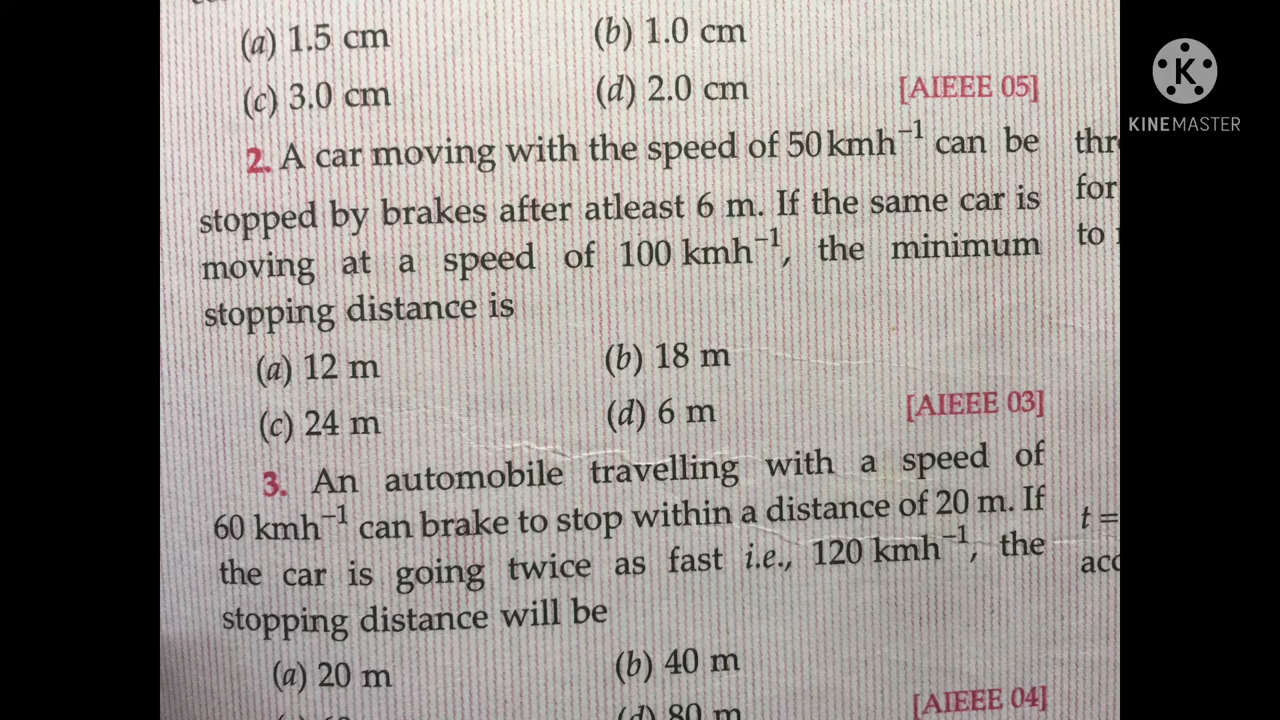 (a) 1.5 cm (b) 1.0 cm
(c) 3.0 cm (d) 2.0 cm [AIEEE 05]
2. A car moving with the speed of 50 kmh⁻¹ can be
stopped by brakes after atleast 6 m. If the same car is
moving at a speed of 100 kmh⁻¹, the minimum
stopping distance is
(a) 12 m (b) 18 m
(c) 24 m (d) 6 m [AIEEE 03]
3. An automobile travelling with a speed of
60 kmh⁻¹ can brake to stop within a distance of 20 m. If
the car is going twice as fast i.e., 120 kmh⁻¹, the
stopping distance will be
(a) 20 m (b) 40 m
(d) 80 m [AIEEE 04]
for
to
t =
K
KINEMASTER